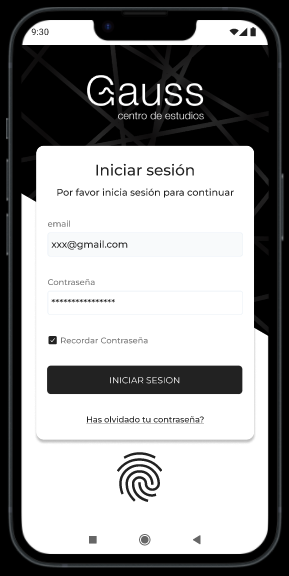 9:30
Gauss
centro de estudios
Iniciar sesión
Por favor inicia sesión para continuar
email
xxx@gmail.com
Contraseña
****************
Recordar Contraseña
INICIAR SESION
Has olvidado tu contraseña?